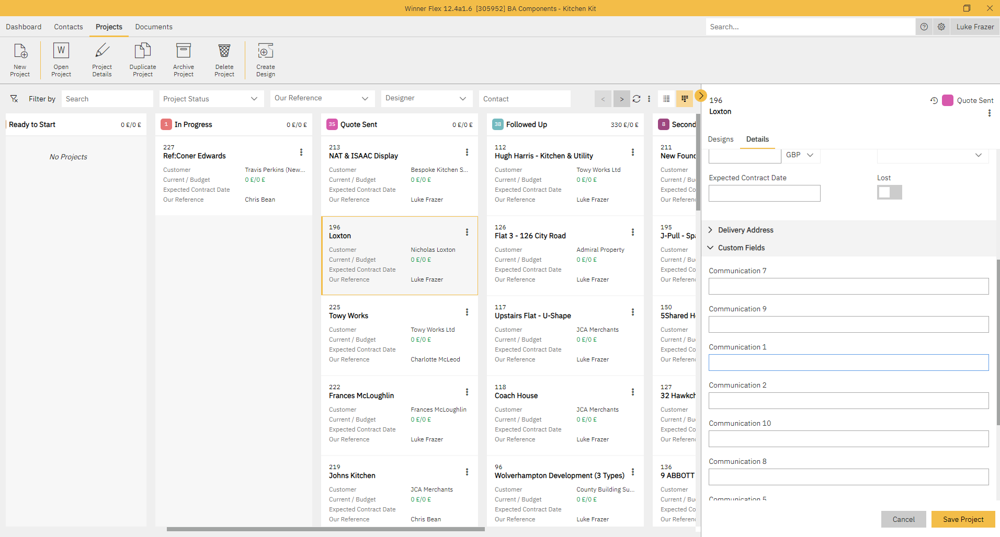 Winner Flex 12.4a1.6 [305952] BA Components - Kitchen Kit
Dashboard Contacts Projects Documents
Search...
Luke Frazer
New Project
W
Open Project
Project Details
Duplicate Project
Archive Project
Delete Project
Create Design
Filter by
Search
Project Status
Our Reference
Designer
Contact
< >
Ready to Start 0 £/0 £
No Projects
1 In Progress 0 £/0 £
227
Ref:Coner Edwards
Customer Travis Perkins (New...
Current / Budget 0 £/0 £
Expected Contract Date
Our Reference Chris Bean
35 Quote Sent 0 £/0 £
213
NAT & ISAAC Display
Customer Bespoke Kitchen S...
Current / Budget 0 £/0 £
Expected Contract Date
Our Reference Luke Frazer
196
Loxton
Customer Nicholas Loxton
Current / Budget 0 £/0 £
Expected Contract Date
Our Reference Luke Frazer
225
Towy Works
Customer Towy Works Ltd
Current / Budget 0 £/0 £
Expected Contract Date
Our Reference Charlotte McLeod
222
Frances McLoughlin
Customer Frances McLoughlin
Current / Budget 0 £/0 £
Expected Contract Date
Our Reference Luke Frazer
219
Johns Kitchen
Customer JCA Merchants
Current / Budget 0 £/0 £
Expected Contract Date
Our Reference Chris Bean
38 Followed Up 330 £/0 £
112
Hugh Harris - Kitchen & Utility
Customer Towy Works Ltd
Current / Budget 0 £/0 £
Expected Contract Date
Our Reference Luke Frazer
126
Flat 3 - 126 City Road
Customer Admiral Property
Current / Budget 0 £/0 £
Expected Contract Date
Our Reference Luke Frazer
117
Upstairs Flat - U-Shape
Customer JCA Merchants
Current / Budget 0 £/0 £
Expected Contract Date
Our Reference Luke Frazer
118
Coach House
Customer JCA Merchants
Current / Budget 0 £/0 £
Expected Contract Date
Our Reference Luke Frazer
96
Wolverhampton Development (3 Types)
Customer County Building Su...
Current / Budget 0 £/0 £
Expected Contract Date
Our Reference Luke Frazer
8 Second
211
New Found
Customer
Current / Bu
Expected Co
Our Referen
195
J-Pull - Spa
Customer
Current / Bu
Expected Co
Our Referen
150
5Shared H
Customer
Current / Bu
Expected Co
Our Referen
127
32 Hawkch
Customer
Current / Bu
Expected Co
Our Referen
136
9 ABBOTT
Customer
Current / Bu
Expected Co
Our Referen
196
Loxton
Quote Sent
Designs Details
GBP
Expected Contract Date
Lost
Delivery Address
Custom Fields
Communication 7
Communication 9
Communication 1
Communication 2
Communication 10
Communication 8
Communication 5
Cancel Save Project